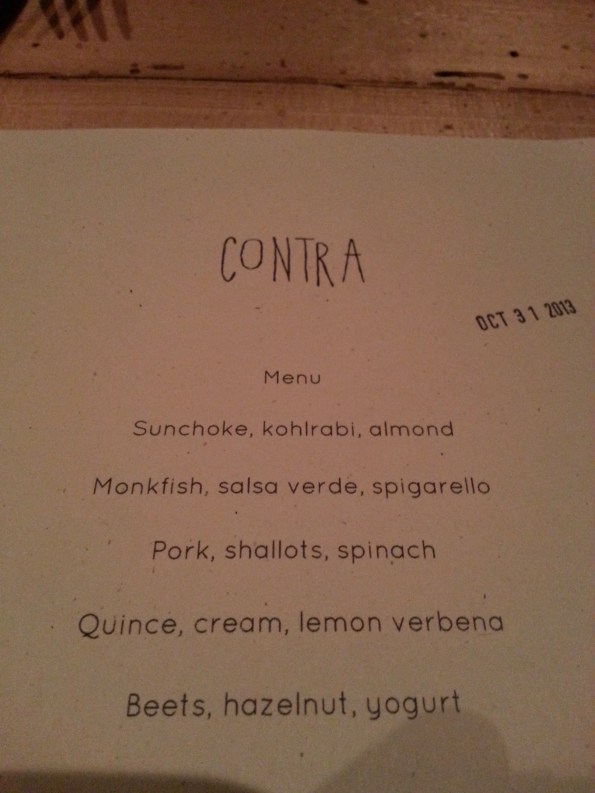 CONTRA
OCT 31 2013
Menu
Sunchoke, kohlrabi, almond
Monkfish, salsa verde, spigarello
Pork, shallots, spinach
Quince, cream, lemon verbena
Beets, hazelnut, yogurt